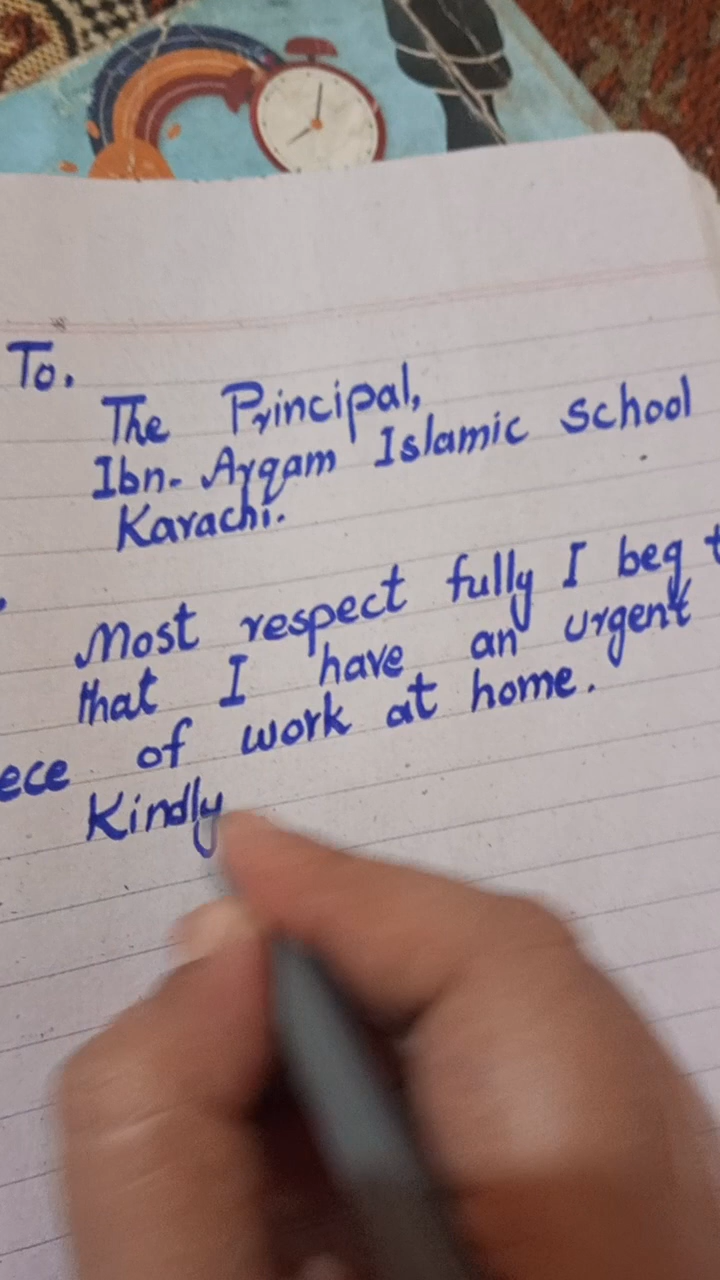 To.
The Principal,
Ibn-Arqam Islamic School
Karachi.
Most respect fully I beg t
that I have an urgent
ece of work at home.
Kindly